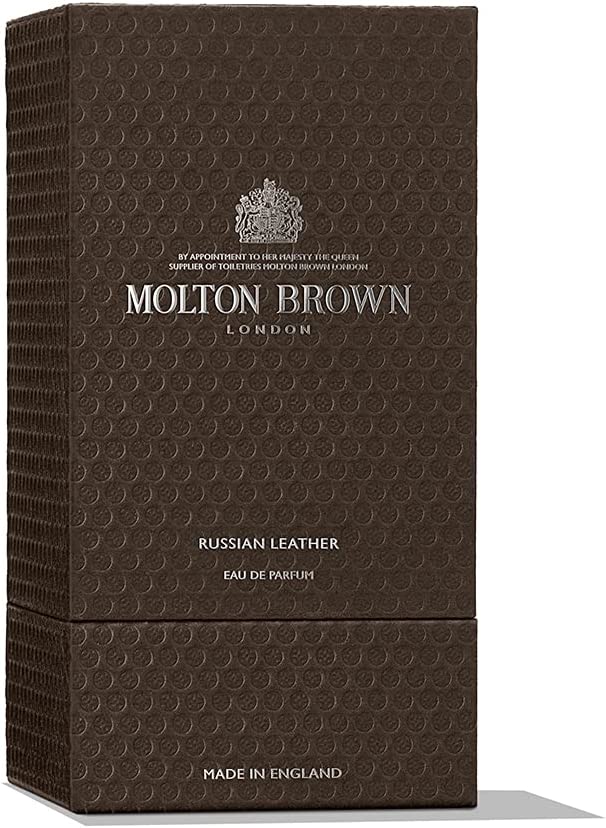 BY APPOINTMENT TO HER MAJESTY THE QUEEN
SUPPLIER OF TOILETRIES MOLTON BROWN LONDON
MOLTON BROWN
LONDON
RUSSIAN LEATHER
EAU DE PARFUM
MADE IN ENGLAND